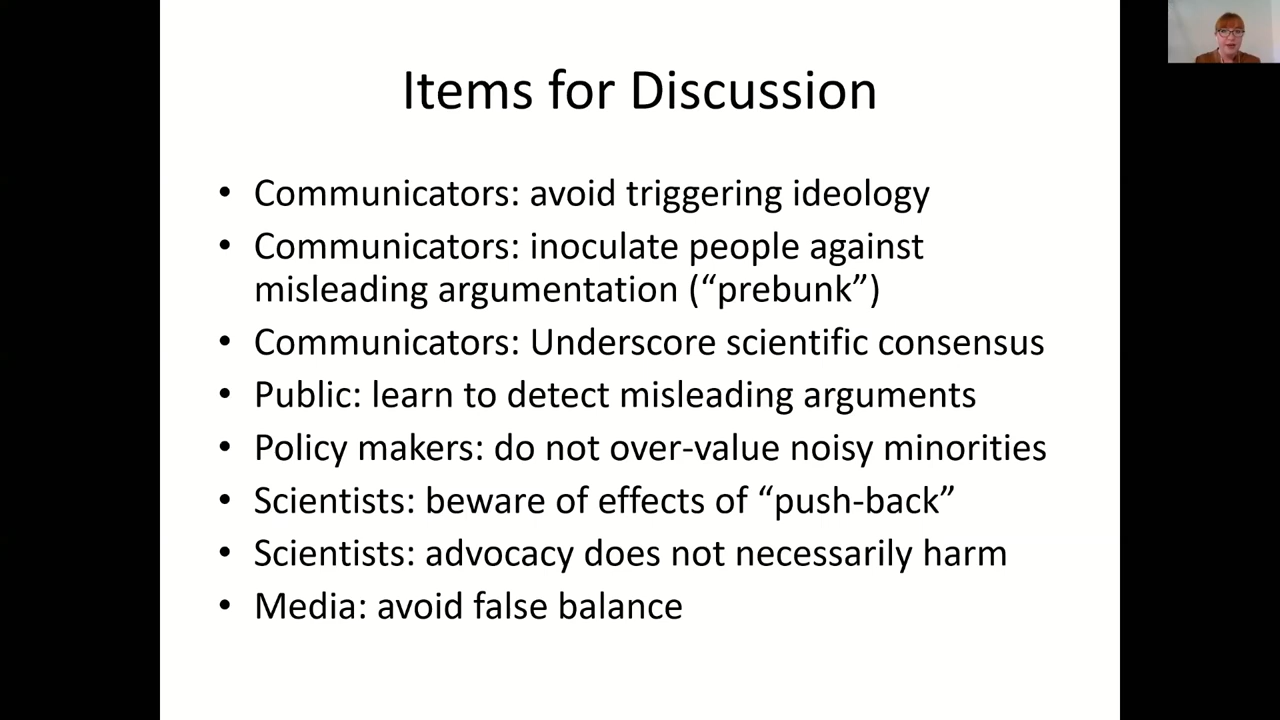 Items for Discussion
• Communicators: avoid triggering ideology
• Communicators: inoculate people against
misleading argumentation (“prebunk”)
• Communicators: Underscore scientific consensus
• Public: learn to detect misleading arguments
• Policy makers: do not over-value noisy minorities
• Scientists: beware of effects of “push-back”
• Scientists: advocacy does not necessarily harm
• Media: avoid false balance